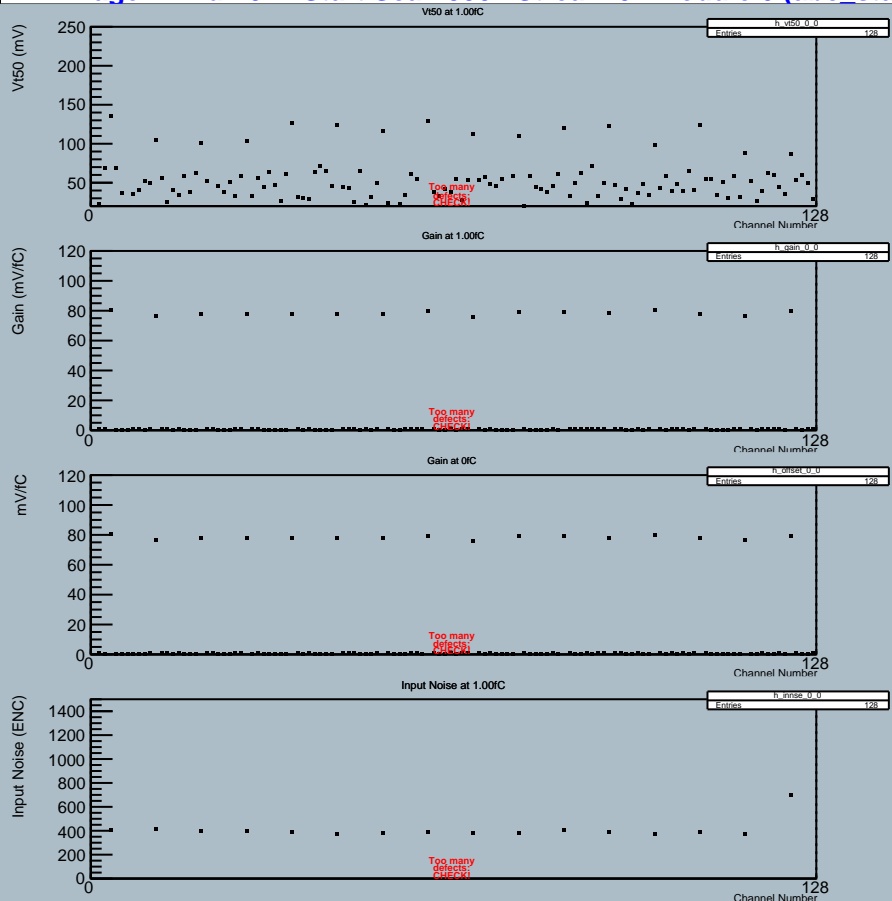 Vt50 at 1.00fC
h_vt50_0_0
Entries 128
Vt50 (mV)
250
200
150
100
50
Too many
defects:
CHECK!
0
128
Channel Number
Gain at 1.00fC
h_gain_0_0
Entries 128
Gain (mV/fC)
120
100
80
60
40
20
0
Too many
defects:
CHECK!
0
128
Channel Number
Gain at 0fC
h_offset_0_0
Entries 128
mV/fC
120
100
80
60
40
20
0
Too many
defects:
CHECK!
0
128
Channel Number
Input Noise at 1.00fC
h_innse_0_0
Entries 128
Input Noise (ENC)
1400
1200
1000
800
600
400
200
0
Too many
defects:
CHECK!
0
128
Channel Number